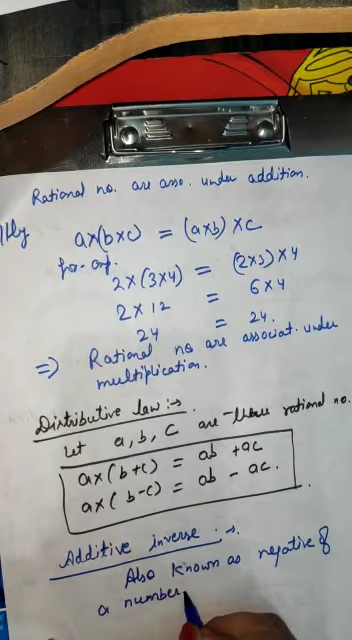 Rational no. are asso. under addition.
llly a×(b×c) = (a×b)×c
for- exp.
2×(3×4) = (2×3)×4
2×12 = 6×4
24 = 24.
⇒ Rational no are associat. under
multiplication.
Distributive law:→
Let a, b, c are three rational no.
a×(b+c) = ab +ac
a×(b-c) = ab - ac.
Additive inverse :→
Also known as negative of
a number